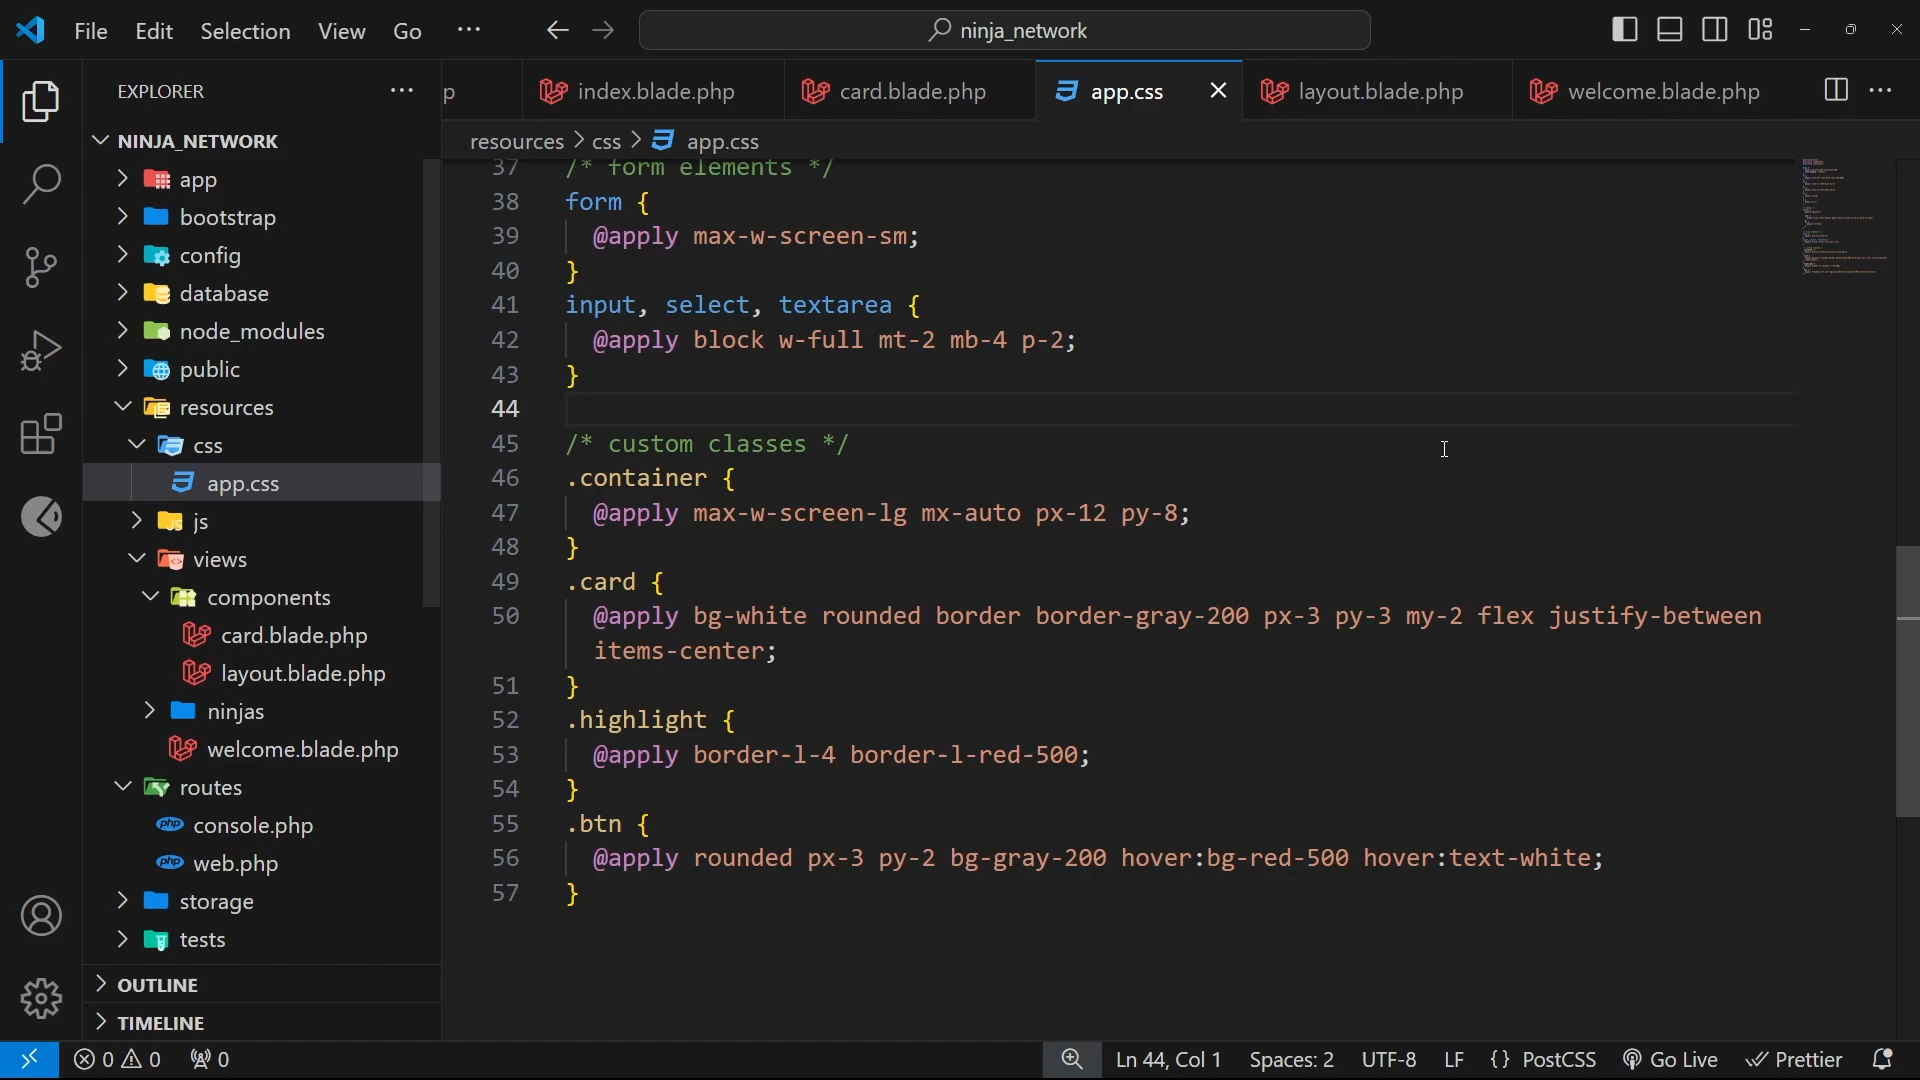 File Edit Selection View Go ···
ninja_network
EXPLORER
NINJA_NETWORK
app
bootstrap
config
database
node_modules
public
resources
css
app.css
js
views
components
card.blade.php
layout.blade.php
ninjas
welcome.blade.php
routes
console.php
web.php
storage
tests
OUTLINE
TIMELINE
p index.blade.php card.blade.php app.css layout.blade.php welcome.blade.php
resources > css > app.css
37 /* form elements */
38 form {
39 @apply max-w-screen-sm;
40 }
41 input, select, textarea {
42 @apply block w-full mt-2 mb-4 p-2;
43 }
44
45 /* custom classes */
46 .container {
47 @apply max-w-screen-lg mx-auto px-12 py-8;
48 }
49 .card {
50 @apply bg-white rounded border border-gray-200 px-3 py-3 my-2 flex justify-between
items-center;
51 }
52 .highlight {
53 @apply border-l-4 border-l-red-500;
54 }
55 .btn {
56 @apply rounded px-3 py-2 bg-gray-200 hover:bg-red-500 hover:text-white;
57 }
0 0 0 Ln 44, Col 1 Spaces: 2 UTF-8 LF {} PostCSS Go Live Prettier